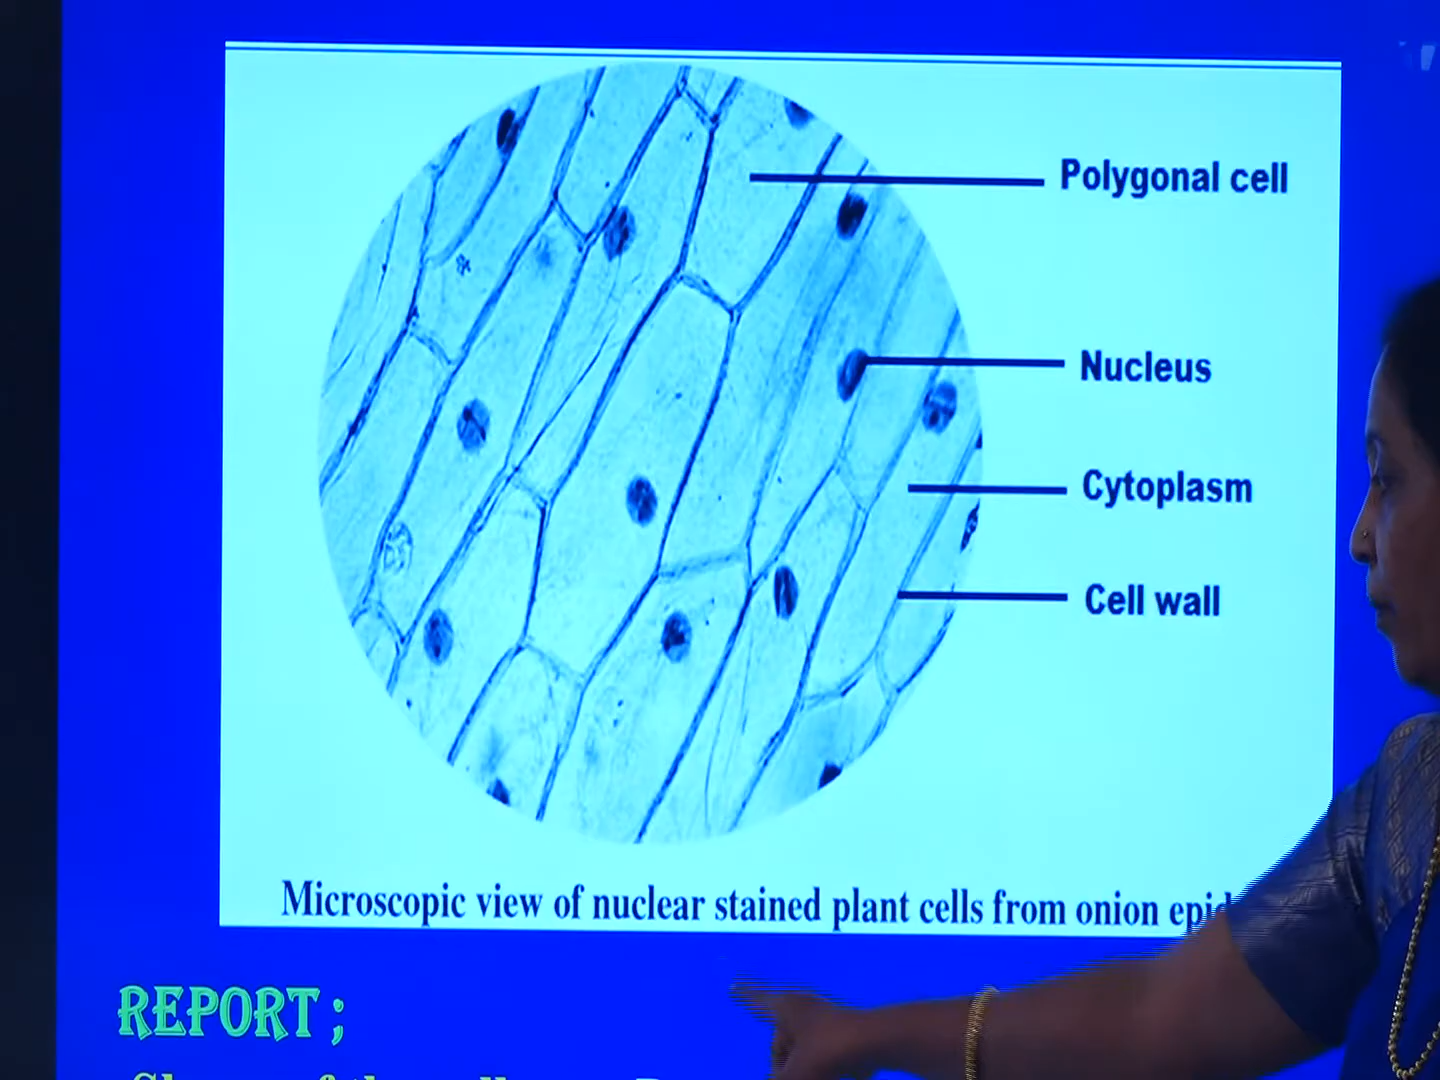 Polygonal cell
Nucleus
Cytoplasm
Cell wall
Microscopic view of nuclear stained plant cells from onion
REPORT ;